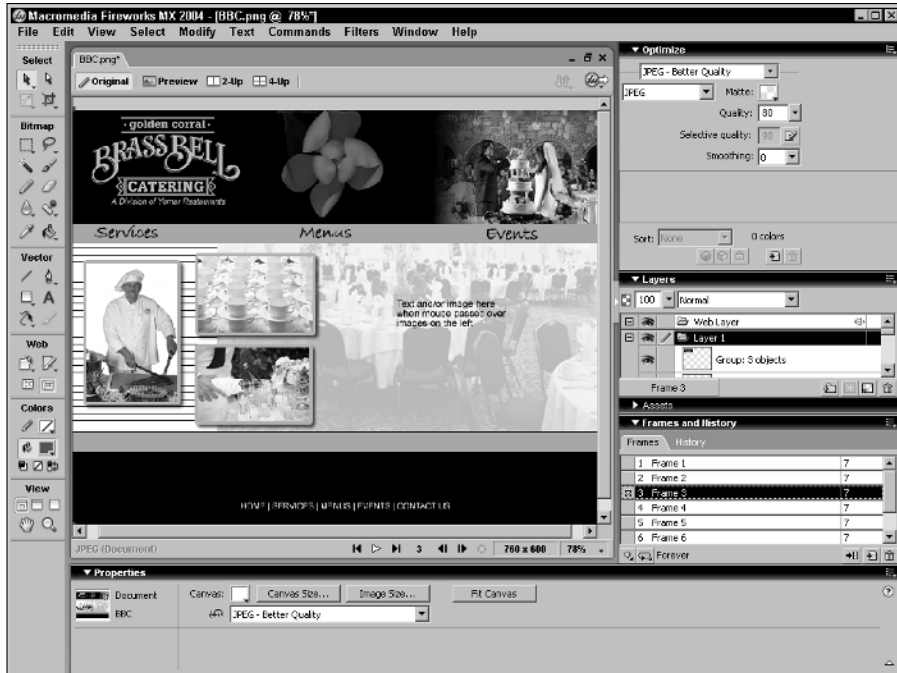 Macromedia Fireworks MX 2004 - [BBC.png @ 78%*]
File Edit View Select Modify Text Commands Filters Window Help
Select
Bitmap
Vector
Web
Colors
View
BBC.png*
Original Preview 2-Up 4-Up
golden corral
BRASS BELL
CATERING
A Division of Yomar Restaurants
Services Menus Events
Text and/or image here
when mouse passes over
images on the left
HOME | SERVICES | MENUS | EVENTS | CONTACT US
JPEG (Document) 3 760 x 600 78%
Optimize
JPEG - Better Quality
JPEG Matte:
Quality: 80
Selective quality: 90
Smoothing: 0
Sort: None 0 colors
Layers
100 Normal
Web Layer
Layer 1
Group: 3 objects
Frame 3
Assets
Frames and History
Frames History
1 Frame 1 7
2 Frame 2 7
3 Frame 3 7
4 Frame 4 7
5 Frame 5 7
6 Frame 6 7
Forever
Properties
Document Canvas: Canvas Size... Image Size... Fit Canvas
BBC JPEG - Better Quality